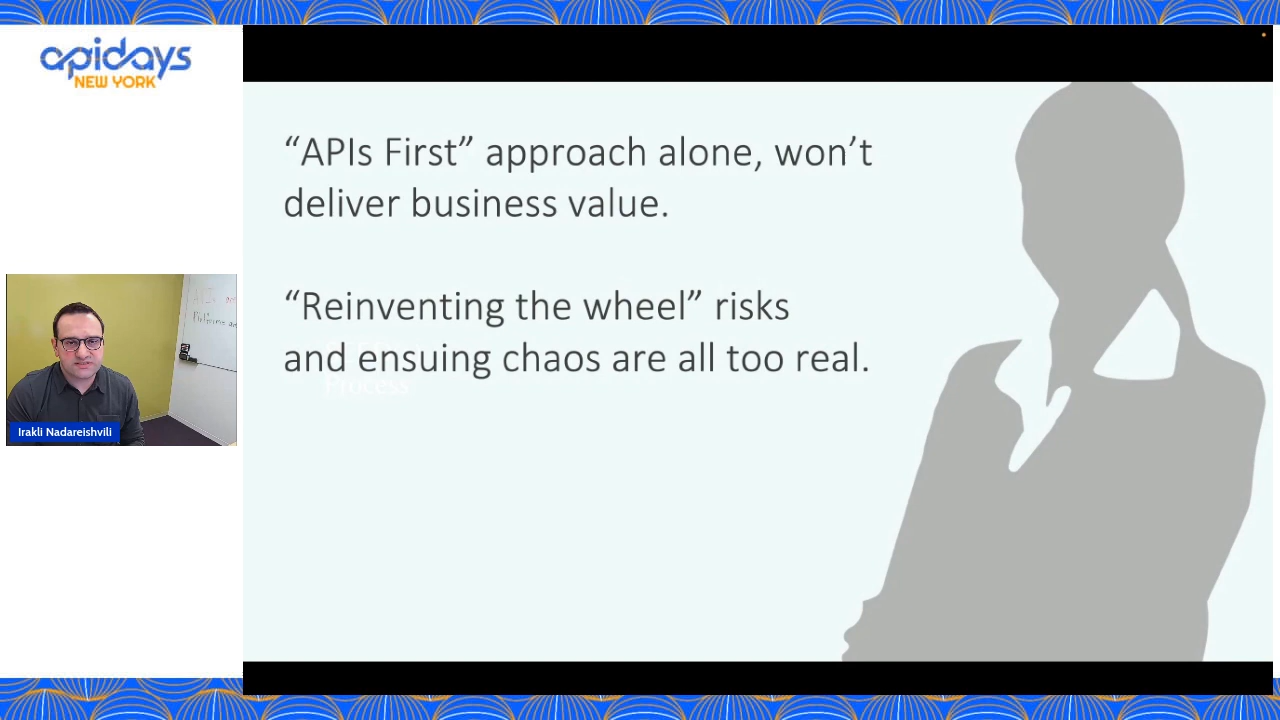 apidays
NEW YORK
“APIs First” approach alone, won’t
deliver business value.
“Reinventing the wheel” risks
and ensuing chaos are all too real.
Process
Irakli Nadareishvili